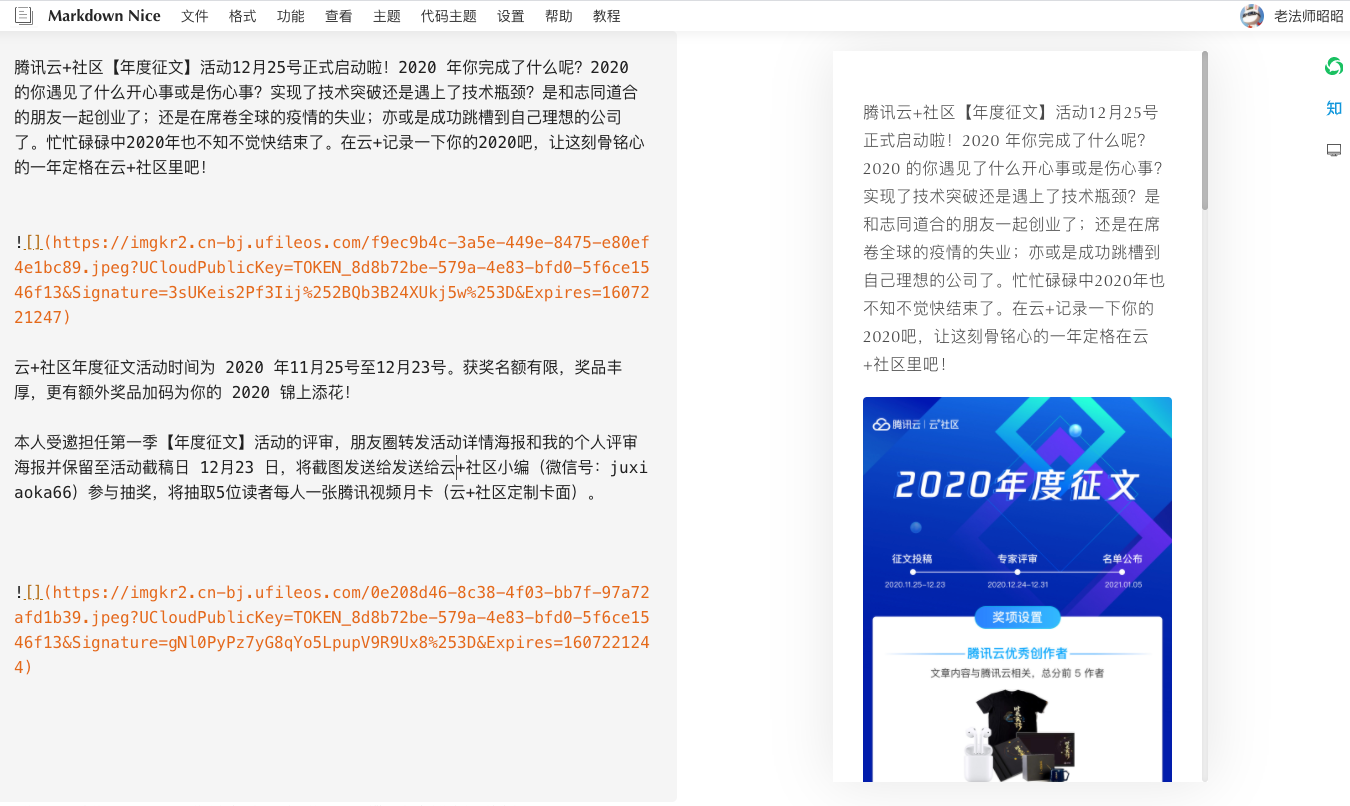 Markdown Nice 文件 格式 功能 查看 主题 代码主题 设置 帮助 教程 老法师昭昭
腾讯云+社区【年度征文】活动12月25号正式启动啦！2020 年你完成了什么呢？2020
的你遇见了什么开心事或是伤心事？实现了技术突破还是遇上了技术瓶颈？是和志同道合
的朋友一起创业了；还是在席卷全球的疫情的失业；亦或是成功跳槽到自己理想的公司
了。忙忙碌碌中2020年也不知不觉快结束了。在云+记录一下你的2020吧，让这刻骨铭心
的一年定格在云+社区里吧！
![](https://imgkr2.cn-bj.ufileos.com/f9ec9b4c-3a5e-449e-8475-e80ef
4e1bc89.jpeg?UCloudPublicKey=TOKEN_8d8b72be-579a-4e83-bfd0-5f6ce15
46f13&Signature=3sUKeis2Pf3Iij%252BQb3B24XUkj5w%253D&Expires=16072
21247)
云+社区年度征文活动时间为 2020 年11月25号至12月23号。获奖名额有限，奖品丰
厚，更有额外奖品加码为你的 2020 锦上添花！
本人受邀担任第一季【年度征文】活动的评审，朋友圈转发活动详情海报和我的个人评审
海报并保留至活动截稿日 12月23 日，将截图发送给发送给云+社区小编（微信号：juxi
aoka66）参与抽奖，将抽取5位读者每人一张腾讯视频月卡（云+社区定制卡面）。
![](https://imgkr2.cn-bj.ufileos.com/0e208d46-8c38-4f03-bb7f-97a72
afd1b39.jpeg?UCloudPublicKey=TOKEN_8d8b72be-579a-4e83-bfd0-5f6ce15
46f13&Signature=gNl0PyPz7yG8qYo5LpupV9R9Ux8%253D&Expires=160722124
4)
腾讯云+社区【年度征文】活动12月25号
正式启动啦！2020 年你完成了什么呢？
2020 的你遇见了什么开心事或是伤心事？
实现了技术突破还是遇上了技术瓶颈？是
和志同道合的朋友一起创业了；还是在席
卷全球的疫情的失业；亦或是成功跳槽到
自己理想的公司了。忙忙碌碌中2020年也
不知不觉快结束了。在云+记录一下你的
2020吧，让这刻骨铭心的一年定格在云
+社区里吧！
腾讯云 | 云+社区
2020年度征文
征文投稿 专家评审 名单公布
2020.11.25-12.23 2020.12.24-12.31 2021.01.05
奖项设置
腾讯云优秀创作者
文章内容与腾讯云相关，总分前 5 作者
知